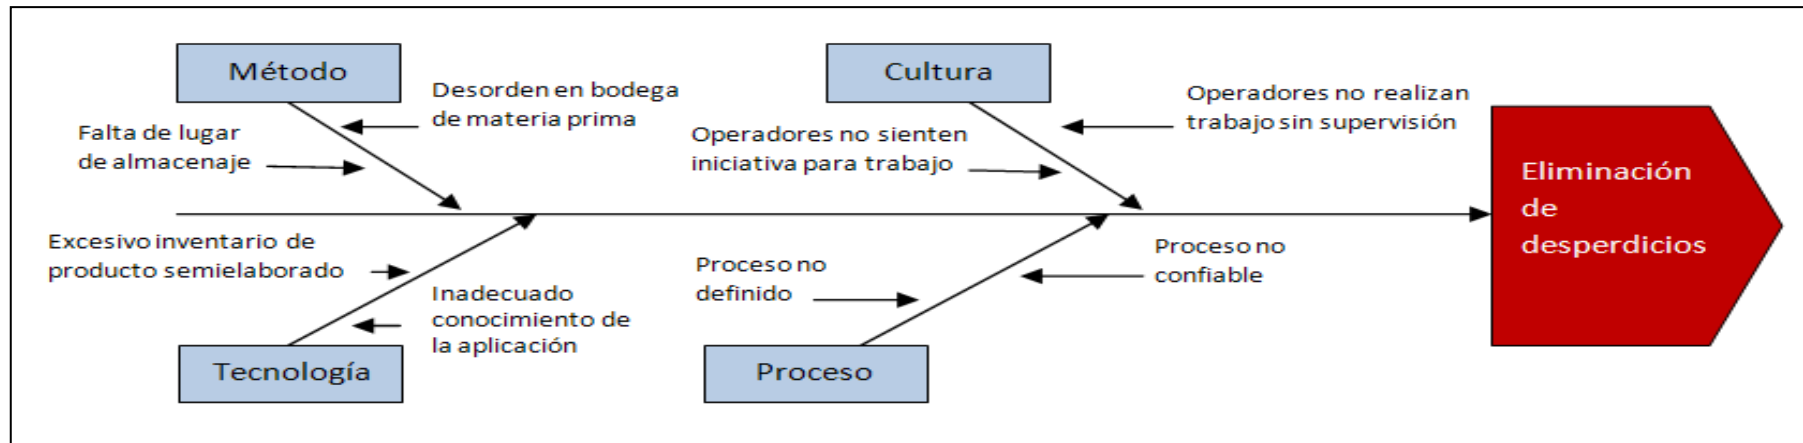 Método
Desorden en bodega
de materia prima
Falta de lugar
de almacenaje
Cultura
Operadores no realizan
trabajo sin supervisión
Operadores no sienten
iniciativa para trabajo
Eliminación
de
desperdicios
Excesivo inventario de
producto semielaborado
Inadecuado
conocimiento de
la aplicación
Tecnología
Proceso no
definido
Proceso no
confiable
Proceso